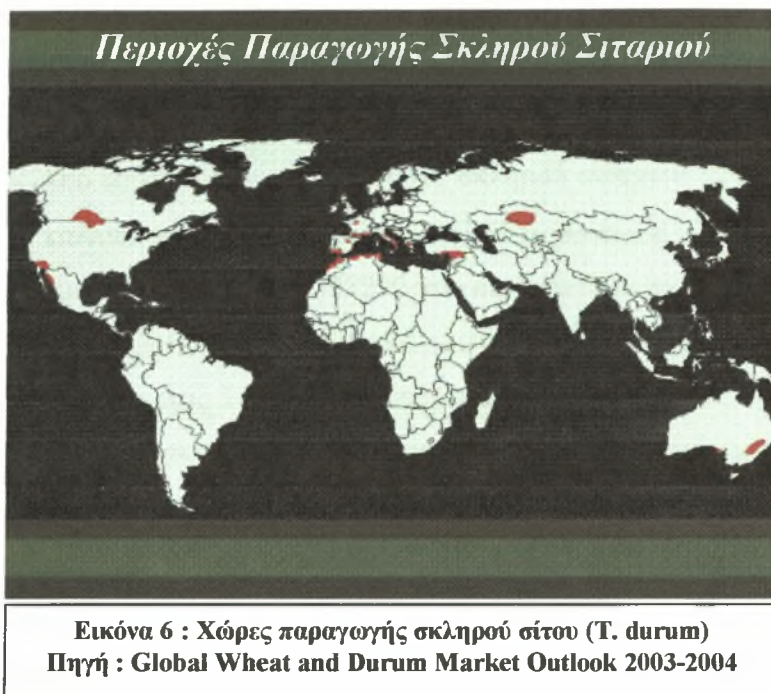 Περιοχές Παραγωγής Σκληρού Σιταριού
Εικόνα 6 : Χώρες παραγωγής σκληρού σίτου (T. durum)
Πηγή : Global Wheat and Durum Market Outlook 2003-2004